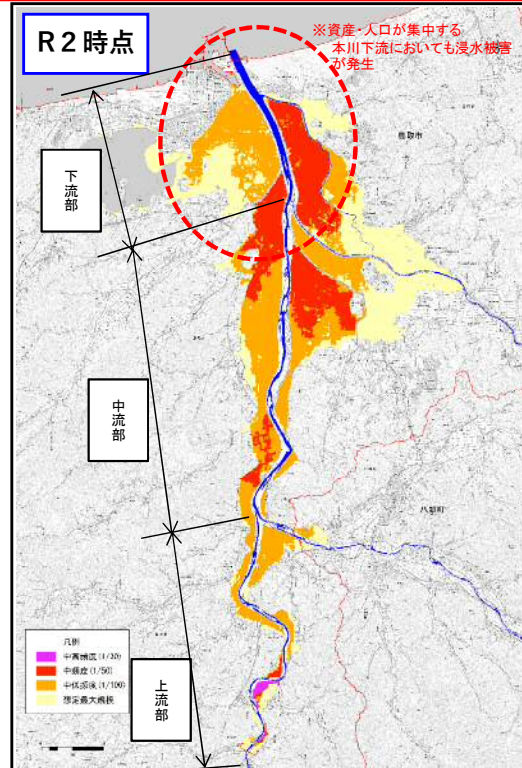 R2時点
※資産・人口が集中する
本川下流においても浸水被害
が発生
鳥取市
下流部
中流部
八頭町
凡例
中高頻度(1/30)
中頻度(1/50)
中低頻度(1/100)
想定最大規模
上流部